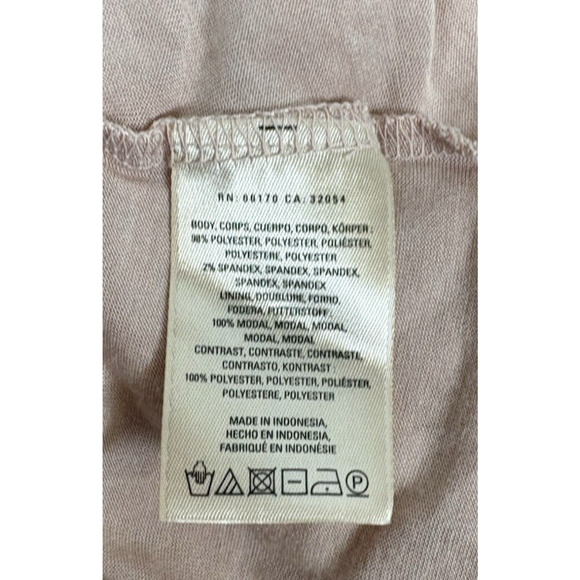 RN: 66170 CA: 32054
BODY, CORPS, CUERPO, CORPO, KÖRPER :
98% POLYESTER, POLYESTER, POLIÉSTER,
POLYESTERE, POLYESTER
2% SPANDEX, SPANDEX, SPANDEX,
SPANDEX, SPANDEX
LINING, DOUBLURE, FORRO,
FODERA, FUTTERSTOFF :
100% MODAL, MODAL, MODAL,
MODAL, MODAL
CONTRAST, CONTRASTE, CONTRASTE,
CONTRASTO, KONTRAST :
100% POLYESTER, POLYESTER, POLIÉSTER,
POLYESTERE, POLYESTER
MADE IN INDONESIA,
HECHO EN INDONESIA,
FABRIQUÉ EN INDONÉSIE
P